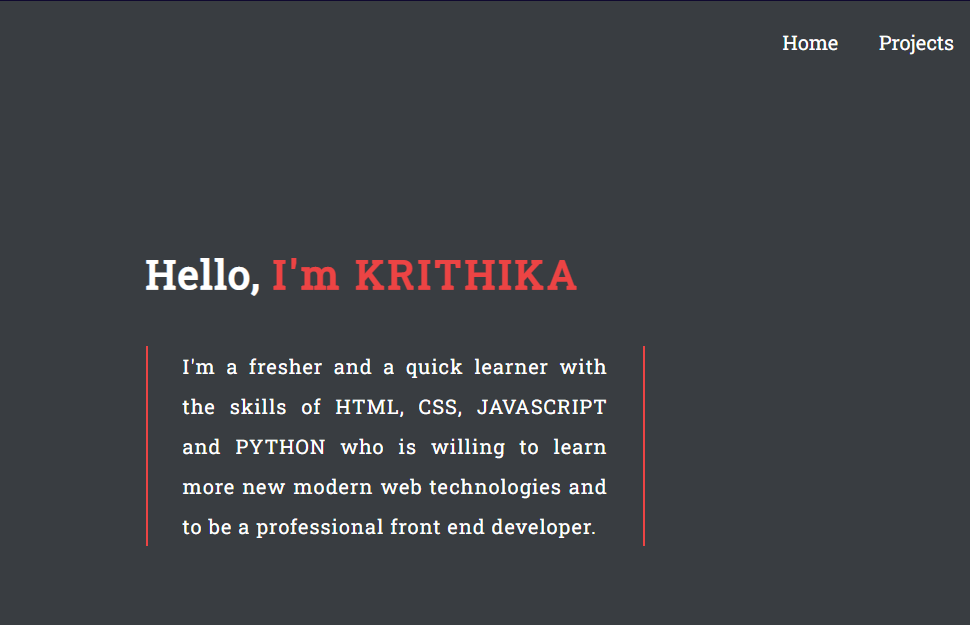 Home Projects
Hello, I'm KRITHIKA
I'm a fresher and a quick learner with
the skills of HTML, CSS, JAVASCRIPT
and PYTHON who is willing to learn
more new modern web technologies and
to be a professional front end developer.